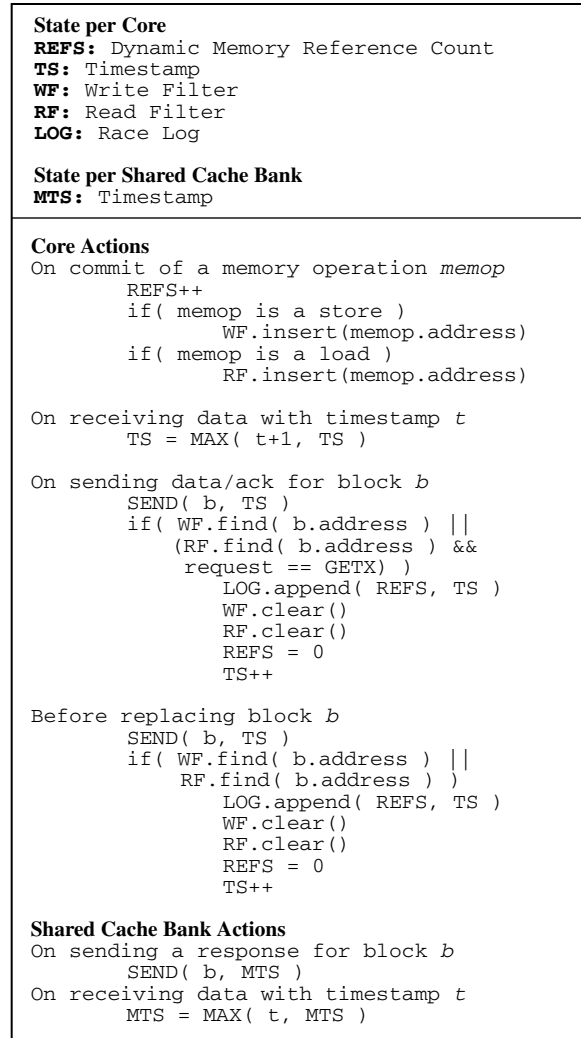 State per Core
REFS: Dynamic Memory Reference Count
TS: Timestamp
WF: Write Filter
RF: Read Filter
LOG: Race Log
State per Shared Cache Bank
MTS: Timestamp
Core Actions
On commit of a memory operation memop
REFS++
if( memop is a store )
WF.insert(memop.address)
if( memop is a load )
RF.insert(memop.address)
On receiving data with timestamp t
TS = MAX( t+1, TS )
On sending data/ack for block b
SEND( b, TS )
if( WF.find( b.address ) ||
(RF.find( b.address ) &&
request == GETX) )
LOG.append( REFS, TS )
WF.clear()
RF.clear()
REFS = 0
TS++
Before replacing block b
SEND( b, TS )
if( WF.find( b.address ) ||
RF.find( b.address ) )
LOG.append( REFS, TS )
WF.clear()
RF.clear()
REFS = 0
TS++
Shared Cache Bank Actions
On sending a response for block b
SEND( b, MTS )
On receiving data with timestamp t
MTS = MAX( t, MTS )